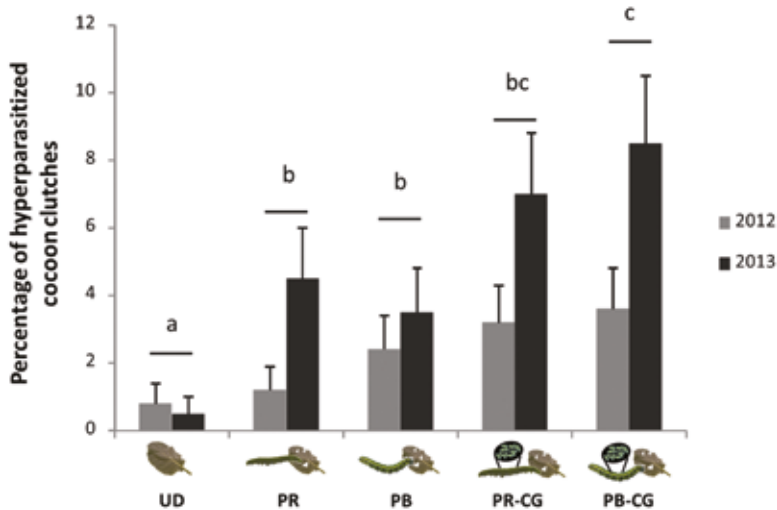 Percentage of hyperparasitized
cocoon clutches
12
10
8
6
4
2
0
a
b
b
bc
c
2012
2013
UD
PR
PB
PR-CG
PB-CG